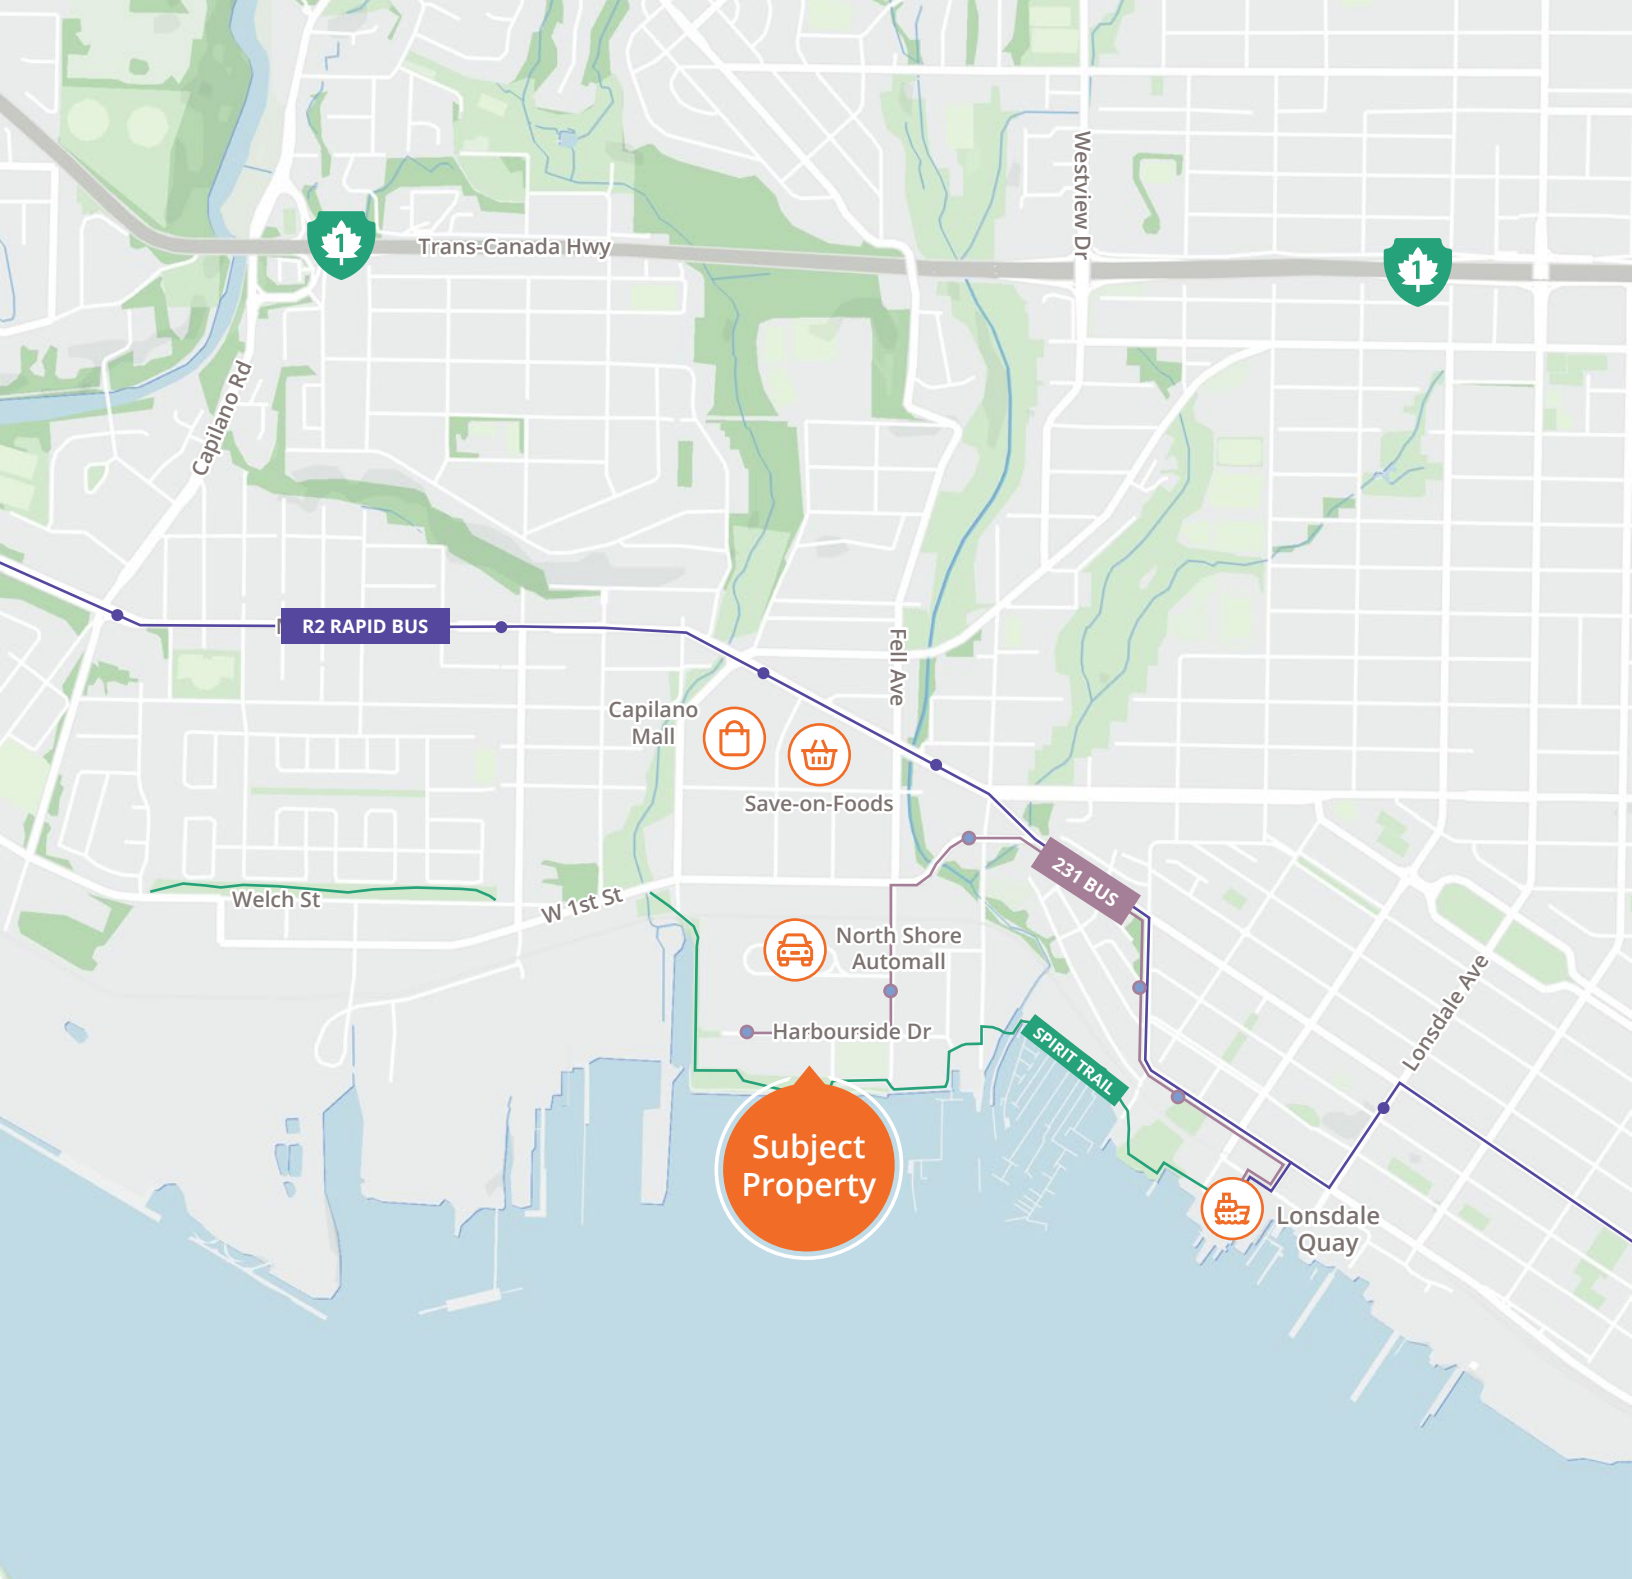 Westview Dr
1
Trans-Canada Hwy
1
Capilano Rd
R2 RAPID BUS
Fell Ave
Capilano
Mall
Save-on-Foods
231 BUS
Welch St
W 1st St
North Shore
Automall
Lonsdale Ave
Harbourside Dr
SPIRIT TRAIL
Subject
Property
Lonsdale
Quay